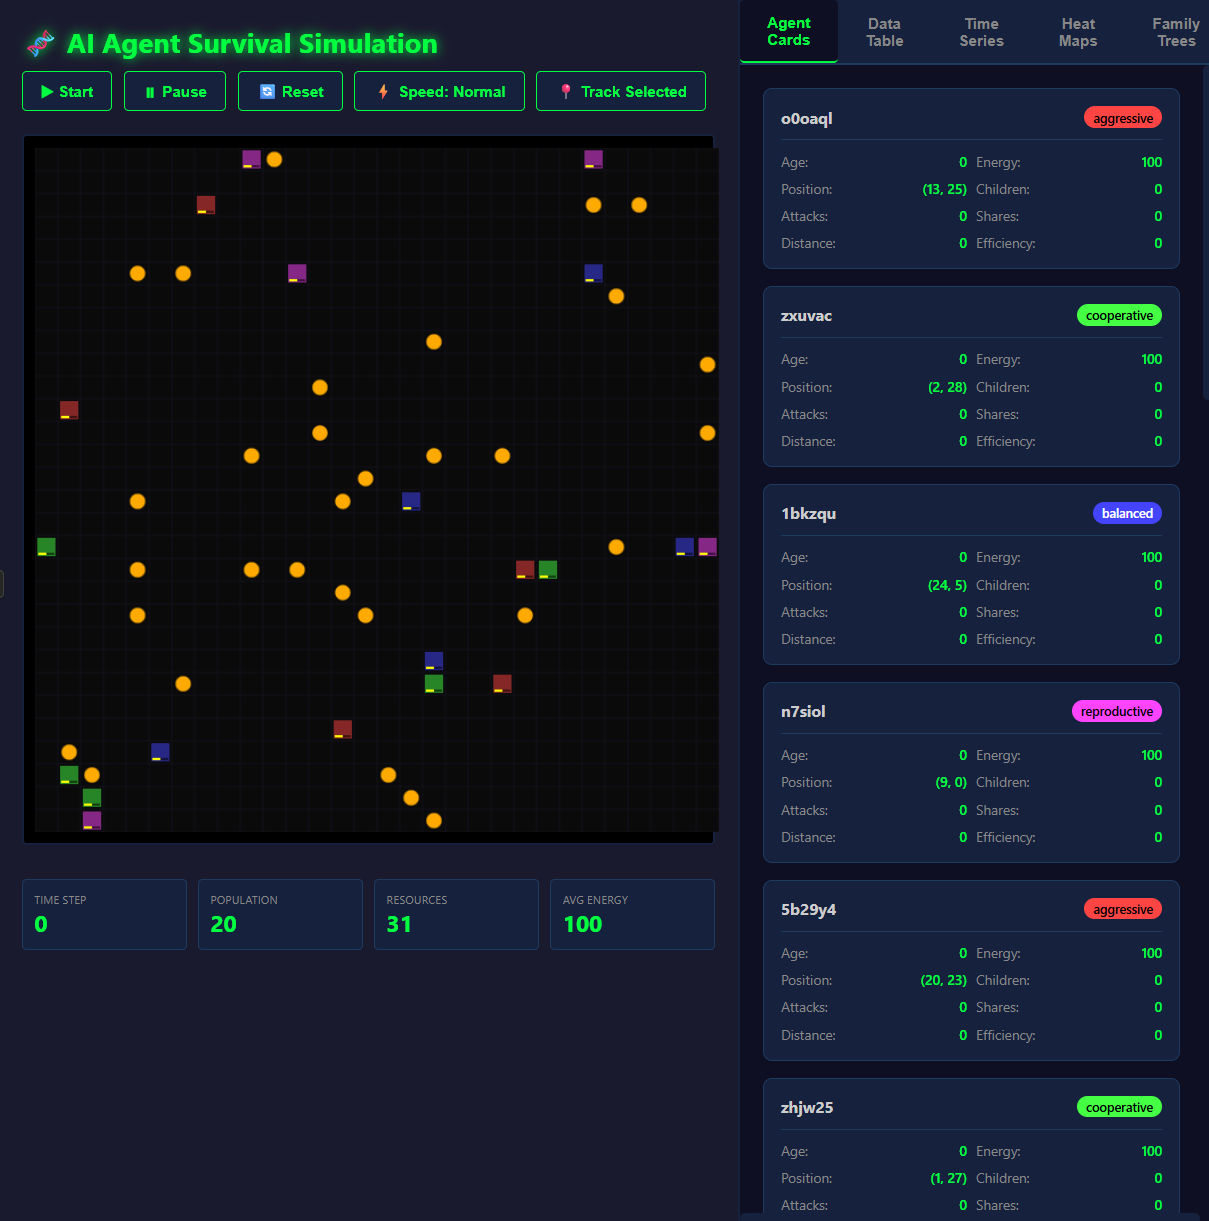 AI Agent Survival Simulation
Start
Pause
Reset
Speed: Normal
Track Selected
TIME STEP
0
POPULATION
20
RESOURCES
31
AVG ENERGY
100
Agent Cards
Data Table
Time Series
Heat Maps
Family Trees
o0oaql aggressive
Age: 0 Energy: 100
Position: (13, 25) Children: 0
Attacks: 0 Shares: 0
Distance: 0 Efficiency: 0
zxuvac cooperative
Age: 0 Energy: 100
Position: (2, 28) Children: 0
Attacks: 0 Shares: 0
Distance: 0 Efficiency: 0
1bkzqu balanced
Age: 0 Energy: 100
Position: (24, 5) Children: 0
Attacks: 0 Shares: 0
Distance: 0 Efficiency: 0
n7siol reproductive
Age: 0 Energy: 100
Position: (9, 0) Children: 0
Attacks: 0 Shares: 0
Distance: 0 Efficiency: 0
5b29y4 aggressive
Age: 0 Energy: 100
Position: (20, 23) Children: 0
Attacks: 0 Shares: 0
Distance: 0 Efficiency: 0
zhjw25 cooperative
Age: 0 Energy: 100
Position: (1, 27) Children: 0
Attacks: 0 Shares: 0